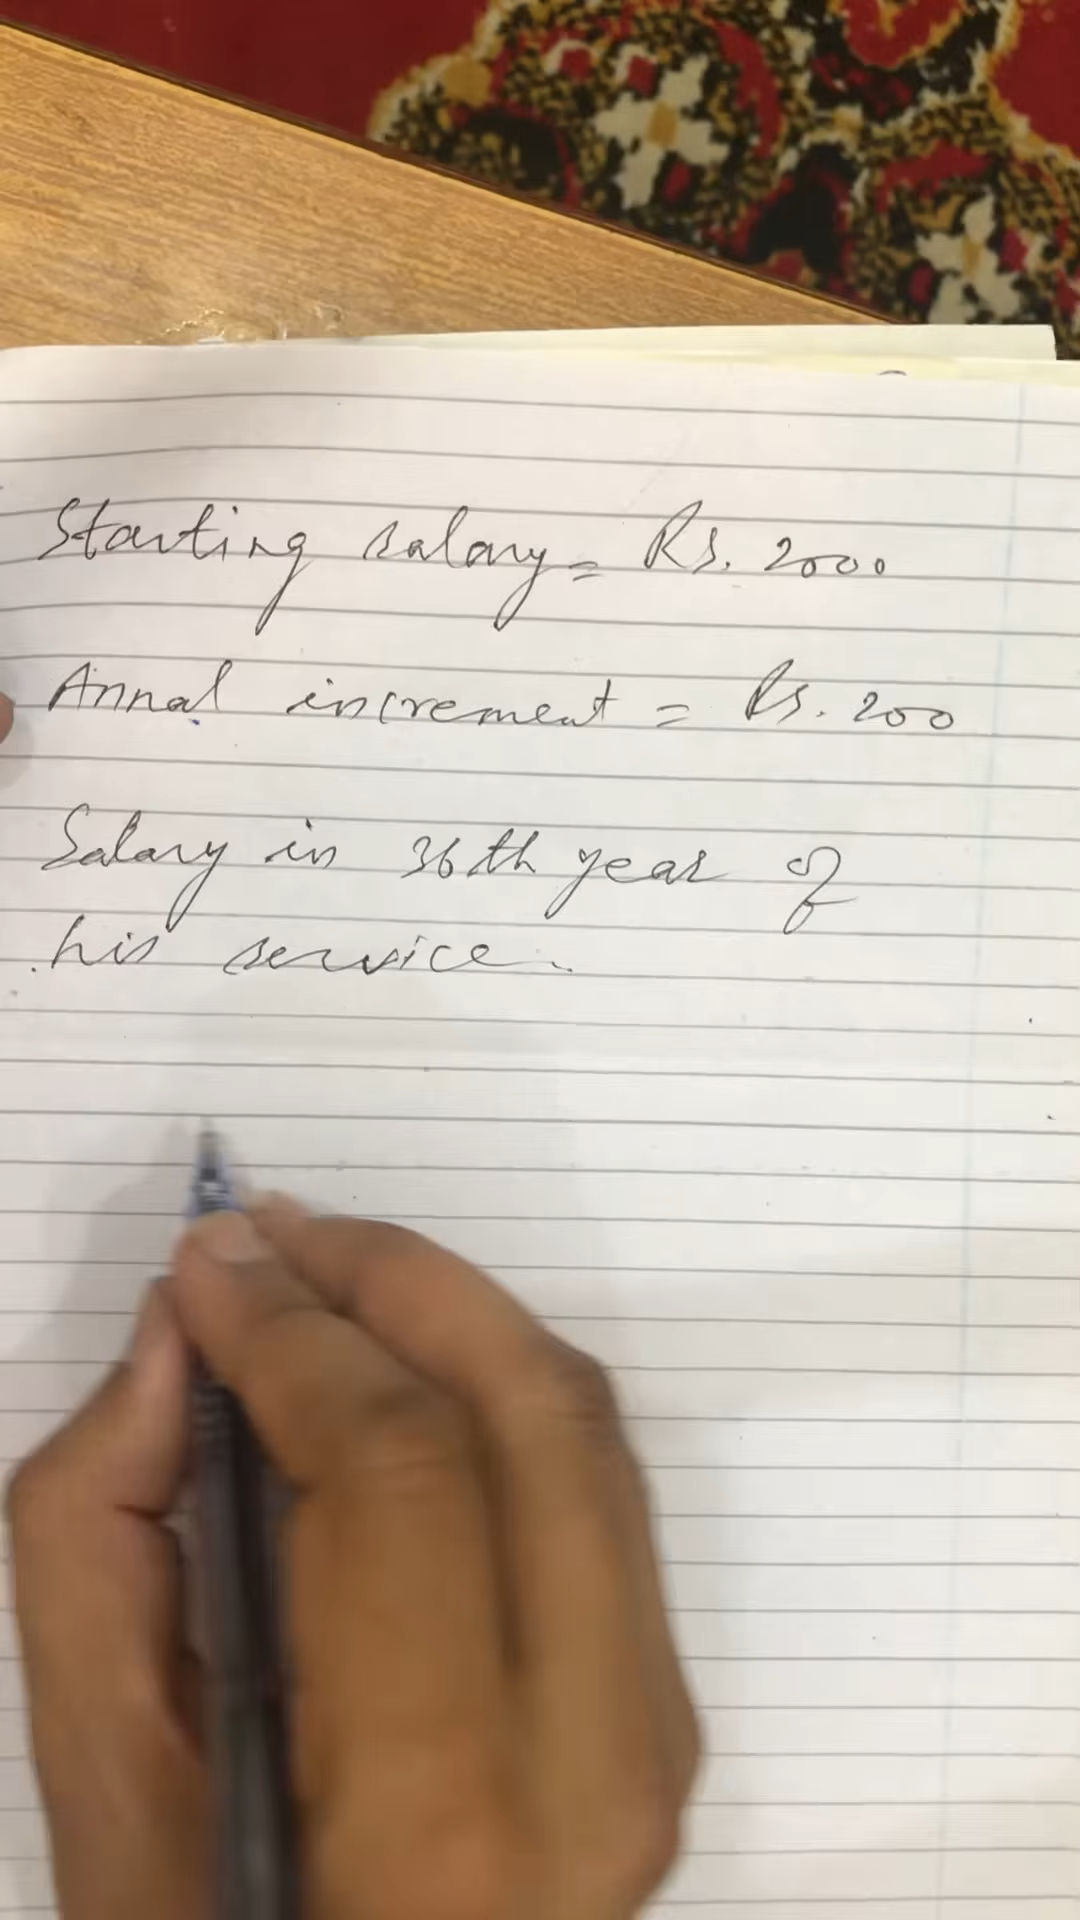 Starting salary = Rs. 2000
Annal increment = Rs. 200
Salary in 36th year of
his service.